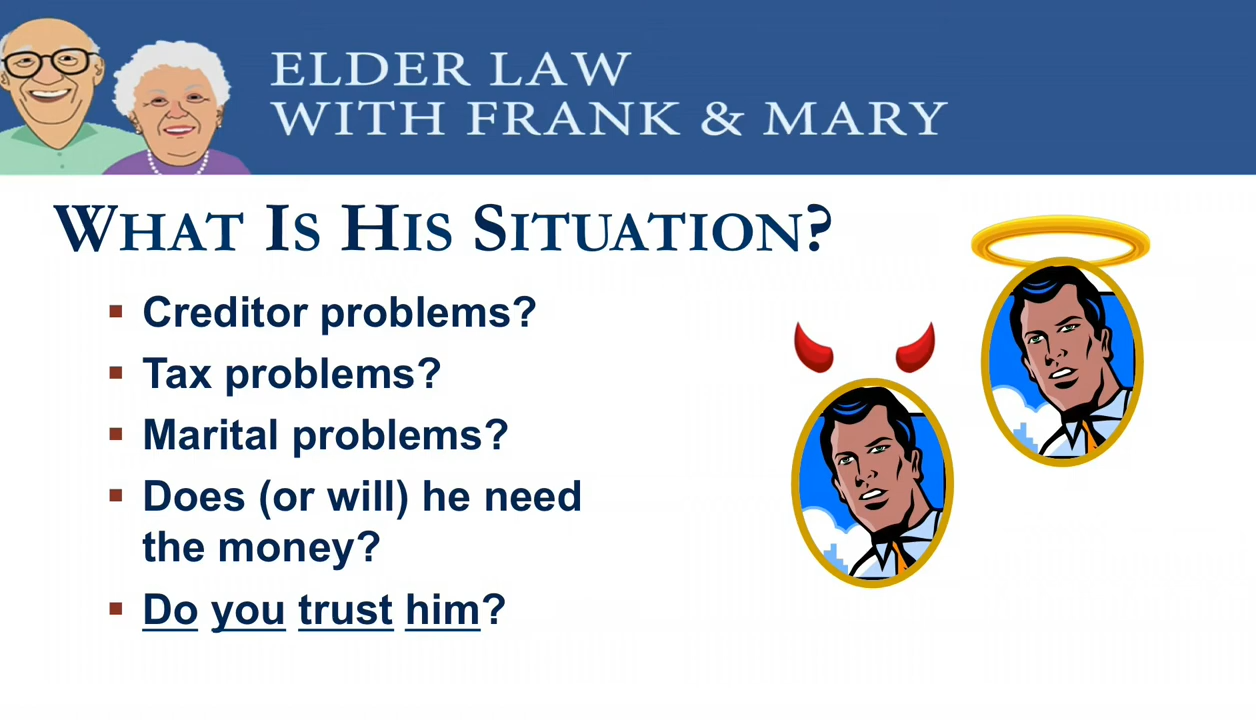 ELDER LAW
WITH FRANK & MARY
WHAT IS HIS SITUATION?
Creditor problems?
Tax problems?
Marital problems?
Does (or will) he need
the money?
Do you trust him?